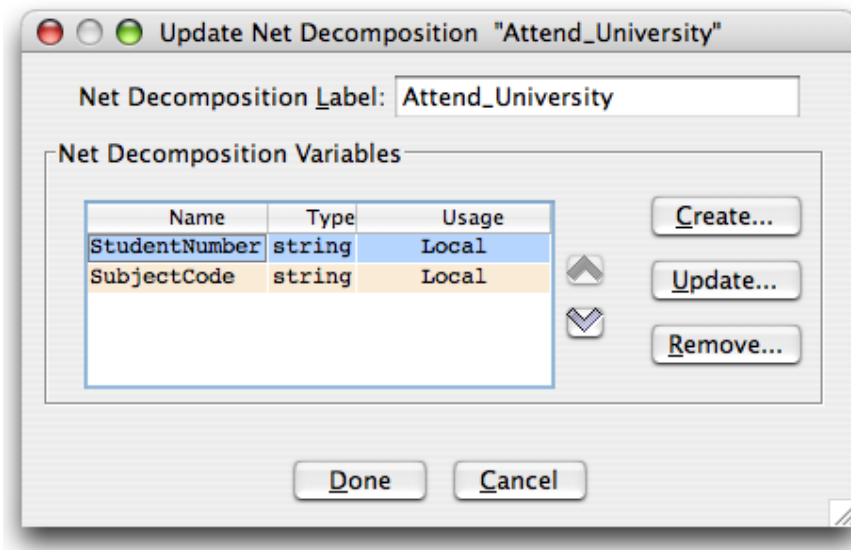 Update Net Decomposition "Attend_University"
Net Decomposition Label: Attend_University
Net Decomposition Variables
Name Type Usage
StudentNumber string Local
SubjectCode string Local
Create...
Update...
Remove...
Done Cancel